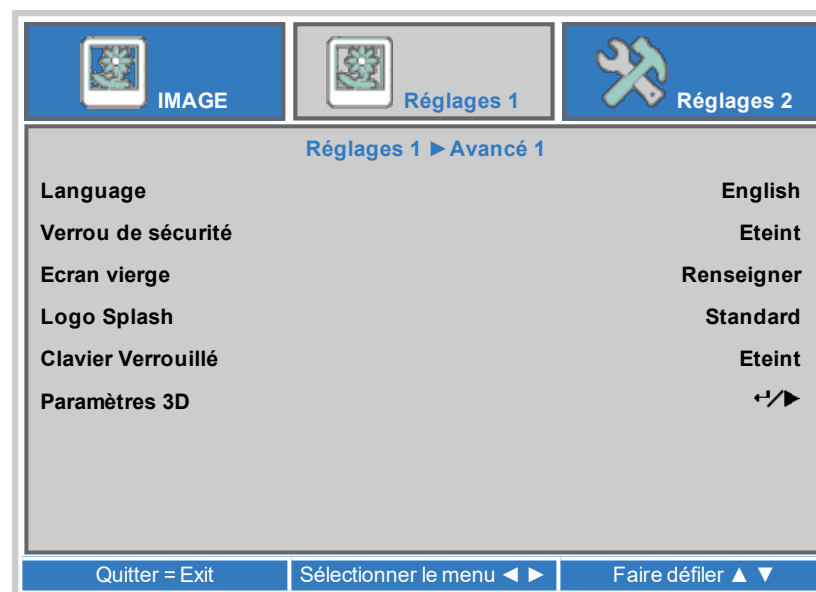 IMAGE
Réglages 1
Réglages 2
Réglages 1 ►Avancé 1
Language English
Verrou de sécurité Eteint
Ecran vierge Renseigner
Logo Splash Standard
Clavier Verrouillé Eteint
Paramètres 3D ↵/►
Quitter = Exit
Sélectionner le menu ◄ ►
Faire défiler ▲ ▼